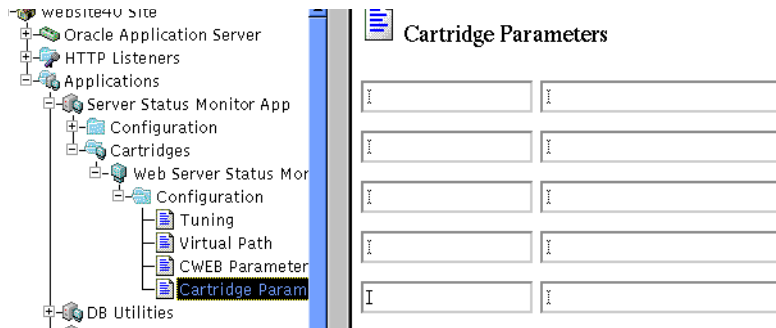 website40 Site
Oracle Application Server
HTTP Listeners
Applications
Server Status Monitor App
Configuration
Cartridges
Web Server Status Mor
Configuration
Tuning
Virtual Path
CWEB Parameter
Cartridge Param
DB Utilities
Cartridge Parameters